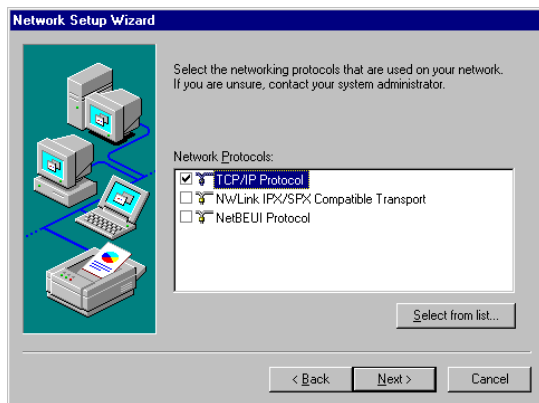 Network Setup Wizard
Select the networking protocols that are used on your network.
If you are unsure, contact your system administrator.
Network Protocols:
TCP/IP Protocol
NWLink IPX/SPX Compatible Transport
NetBEUI Protocol
Select from list...
< Back Next > Cancel